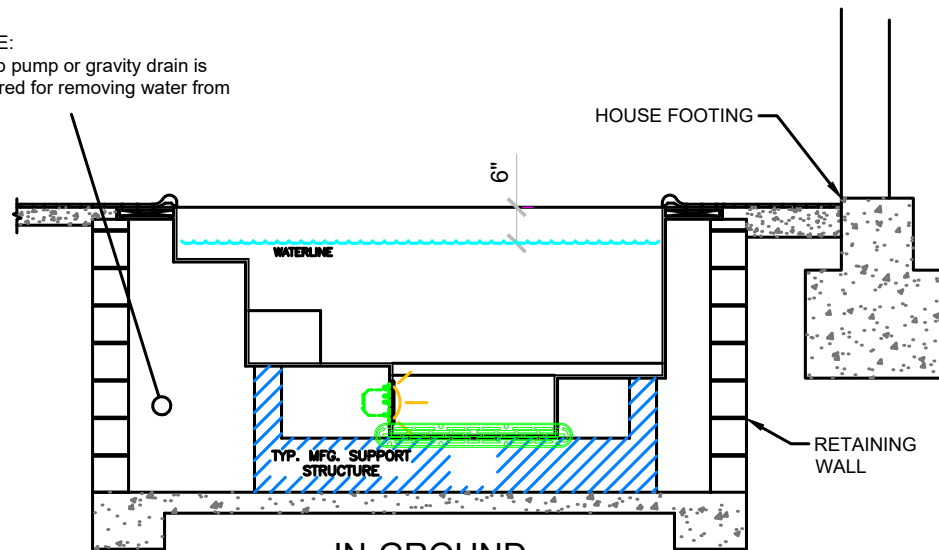 E:
p pump or gravity drain is
red for removing water from
HOUSE FOOTING
6"
WATERLINE
TYP. MFG. SUPPORT
STRUCTURE
RETAINING
WALL
IN-GROUND